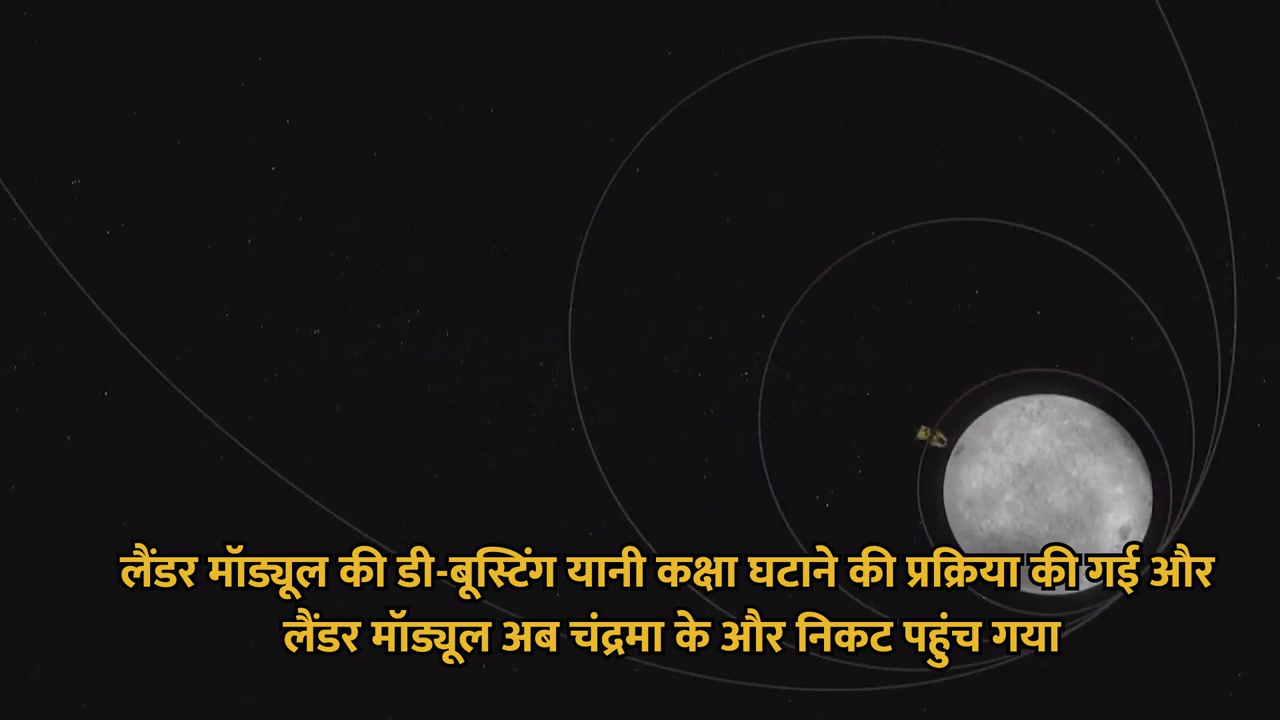 लैंडर मॉड्यूल की डी-बूस्टिंग यानी कक्षा घटाने की प्रक्रिया की गई और
लैंडर मॉड्यूल अब चंद्रमा के और निकट पहुंच गया